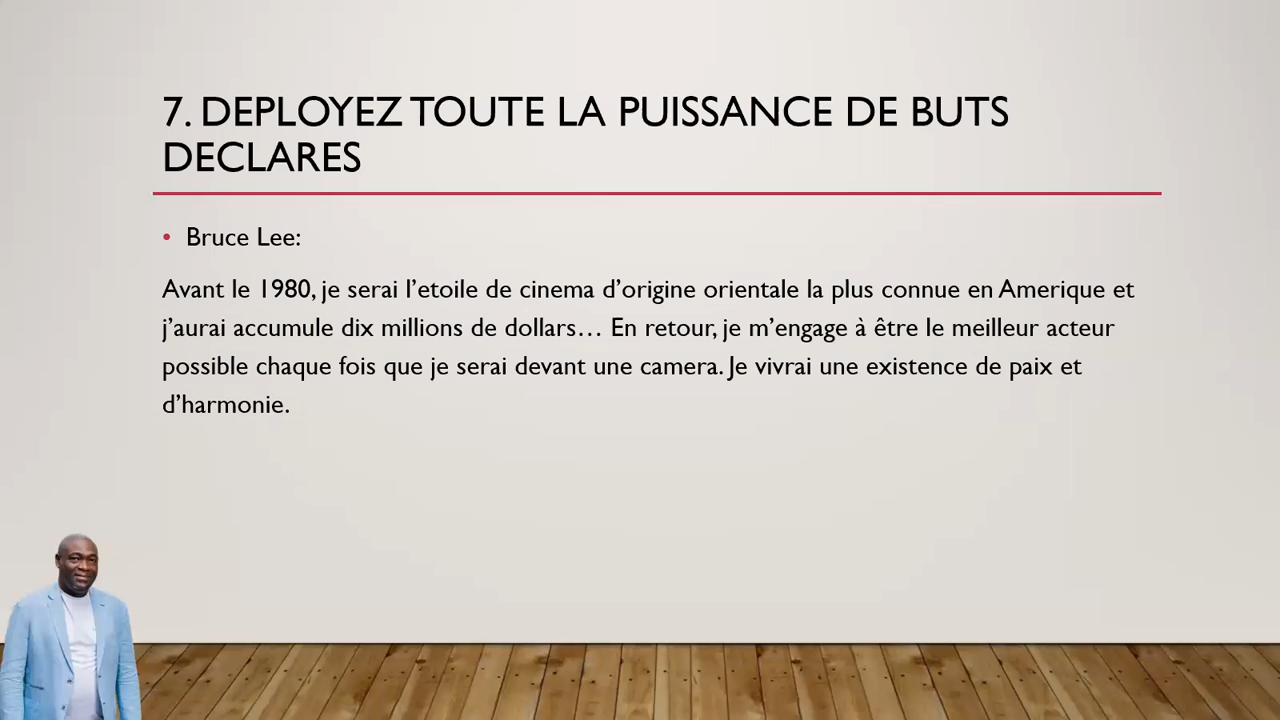 7. DEPLOYEZ TOUTE LA PUISSANCE DE BUTS
DECLARES
• Bruce Lee:
Avant le 1980, je serai l’etoile de cinema d’origine orientale la plus connue en Amerique et
j’aurai accumule dix millions de dollars… En retour, je m’engage à être le meilleur acteur
possible chaque fois que je serai devant une camera. Je vivrai une existence de paix et
d’harmonie.